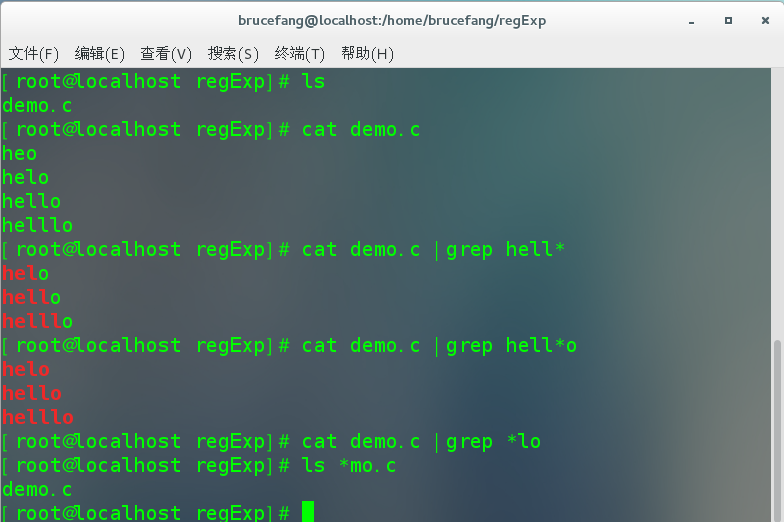 brucefang@localhost:/home/brucefang/regExp
文件(F) 编辑(E) 查看(V) 搜索(S) 终端(T) 帮助(H)
[root@localhost regExp]# ls
demo.c
[root@localhost regExp]# cat demo.c
heo
helo
hello
helllo
[root@localhost regExp]# cat demo.c |grep hell*
helo
hello
helllo
[root@localhost regExp]# cat demo.c |grep hell*o
helo
hello
helllo
[root@localhost regExp]# cat demo.c |grep *lo
[root@localhost regExp]# ls *mo.c
demo.c
[root@localhost regExp]#